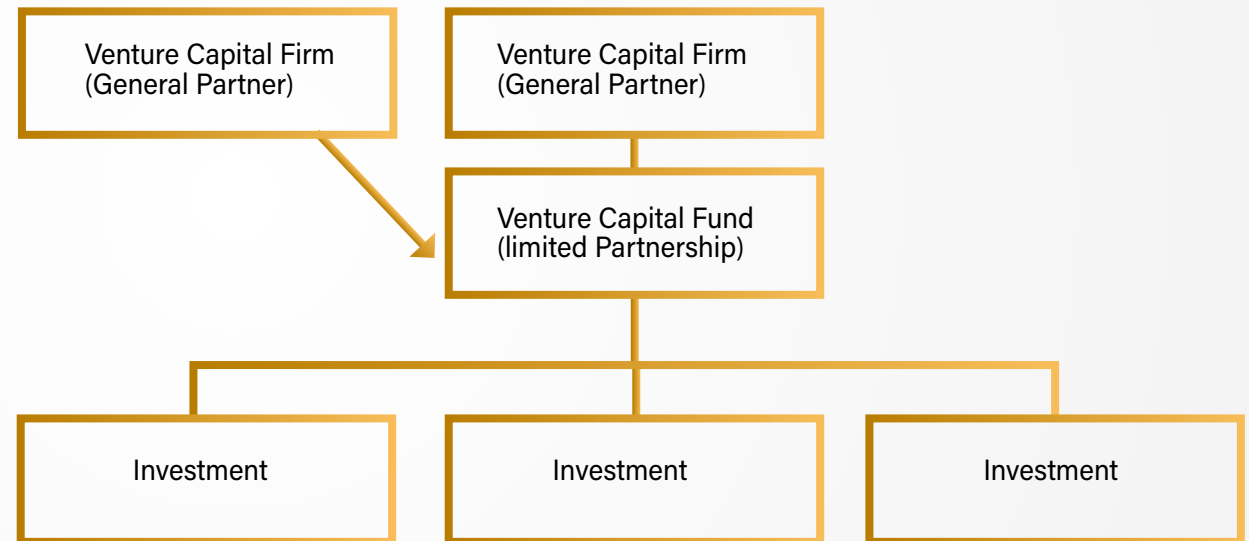 Venture Capital Firm
(General Partner)
Venture Capital Firm
(General Partner)
Venture Capital Fund
(limited Partnership)
Investment
Investment
Investment